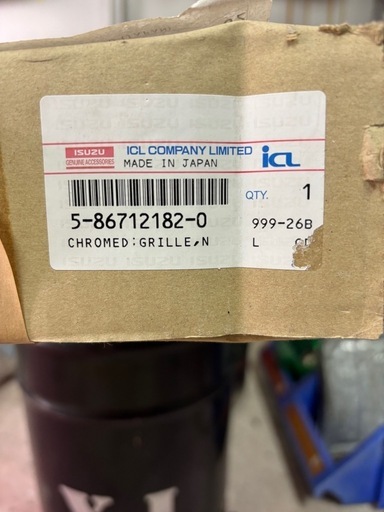 ISUZU
GENUINE ACCESSORIES
ICL COMPANY LIMITED
MADE IN JAPAN
icL
QTY. 1
5-86712182-0
999-26B
CHROMED:GRILLE,N
L